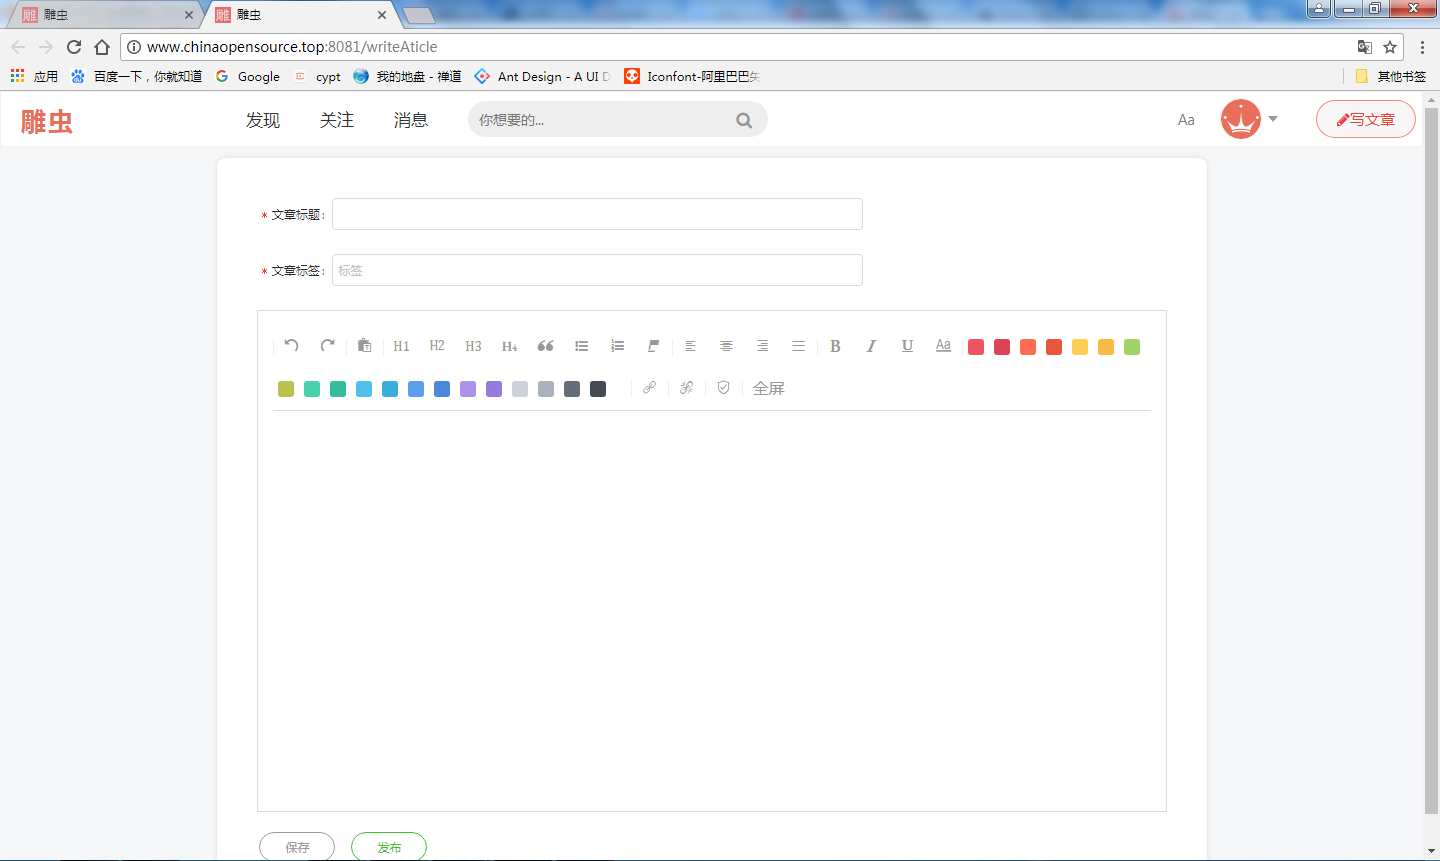 雕虫
雕虫
www.chinaopensource.top:8081/writeAticle
应用 百度一下，你就知道 Google cypt 我的地盘 - 禅道 Ant Design - A UI D Iconfont-阿里巴巴矢 其他书签
雕虫 发现 关注 消息 你想要的... Aa 写文章
* 文章标题：
* 文章标签： 标签
H1 H2 H3 H4 B I U Aa
全屏
保存 发布